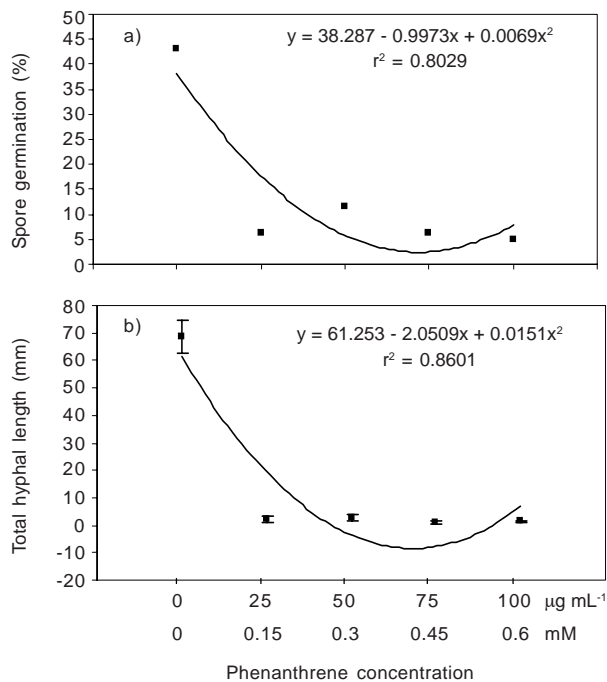 a)
y = 38.287 - 0.9973x + 0.0069x²
r² = 0.8029
Spore germination (%)
50
45
40
35
30
25
20
15
10
5
0
b)
y = 61.253 - 2.0509x + 0.0151x²
r² = 0.8601
Total hyphal length (mm)
80
70
60
50
40
30
20
10
0
-10
-20
0 25 50 75 100 µg mL⁻¹
0 0.15 0.3 0.45 0.6 mM
Phenanthrene concentration